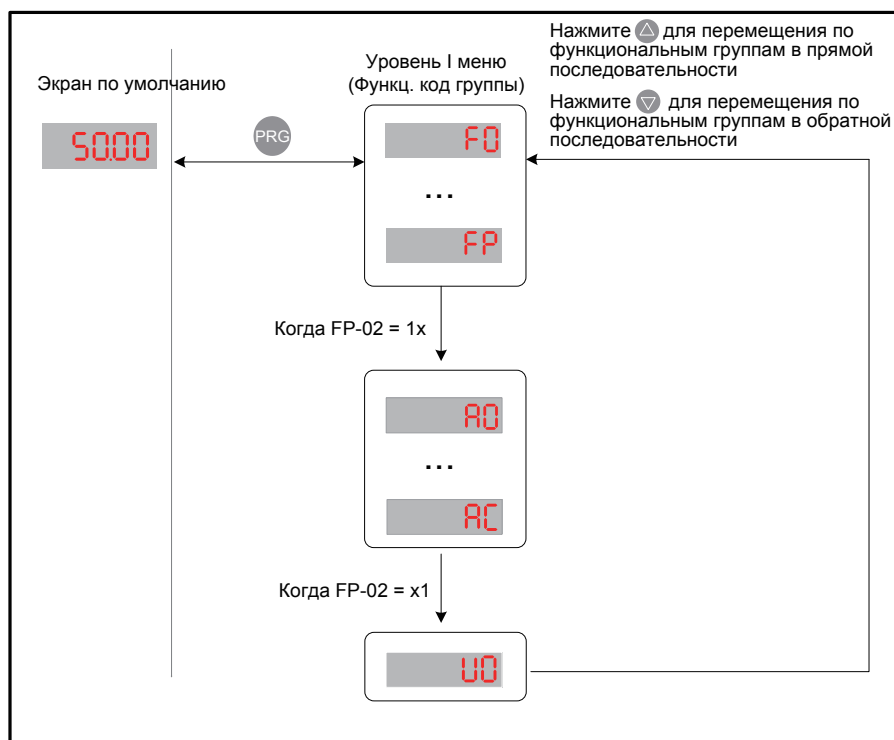 Экран по умолчанию
50.00
PRG
Уровень I меню
(Функц. код группы)
F0
...
FP
Нажмите для перемещения по
функциональным группам в прямой
последовательности
Нажмите для перемещения по
функциональным группам в обратной
последовательности
Когда FP-02 = 1x
A0
...
AC
Когда FP-02 = x1
U0